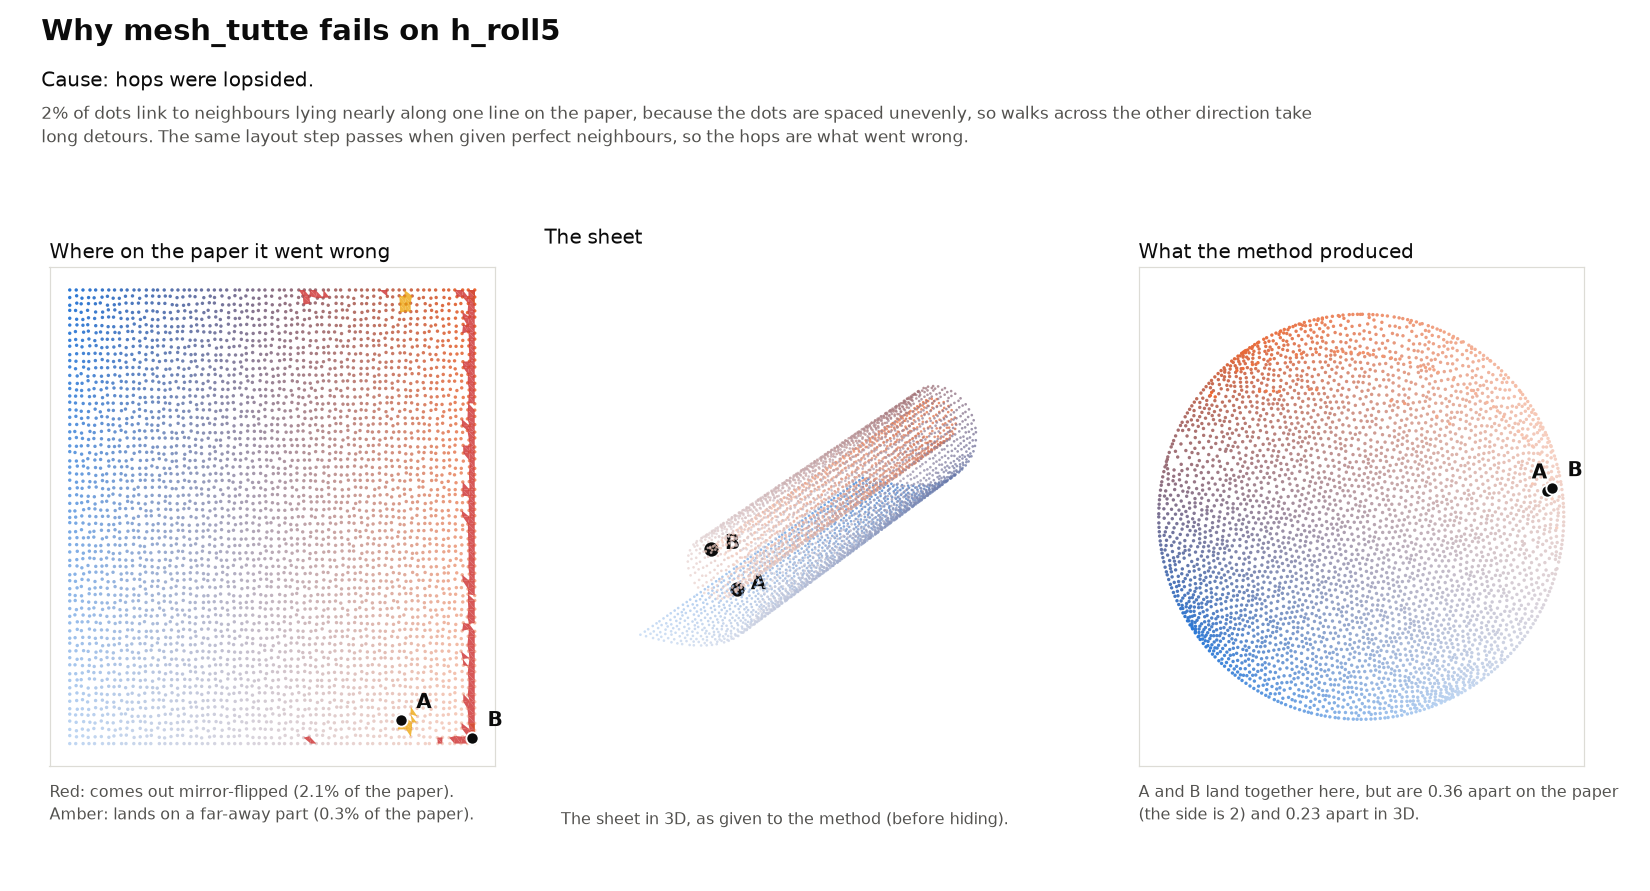 Why mesh_tutte fails on h_roll5
Cause: hops were lopsided.
2% of dots link to neighbours lying nearly along one line on the paper, because the dots are spaced unevenly, so walks across the other direction take
long detours. The same layout step passes when given perfect neighbours, so the hops are what went wrong.
Where on the paper it went wrong
A
B
Red: comes out mirror-flipped (2.1% of the paper).
Amber: lands on a far-away part (0.3% of the paper).
The sheet
B
A
The sheet in 3D, as given to the method (before hiding).
What the method produced
A B
A and B land together here, but are 0.36 apart on the paper
(the side is 2) and 0.23 apart in 3D.